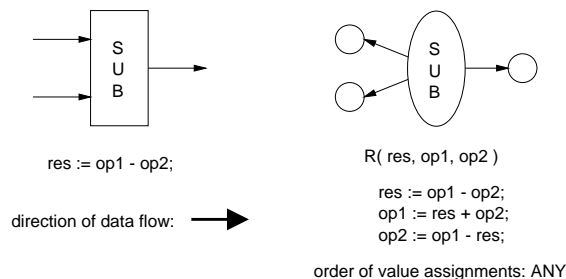 S
U
B
res := op1 - op2;
direction of data flow:
S
U
B
R( res, op1, op2 )
res := op1 - op2;
op1 := res + op2;
op2 := op1 - res;
order of value assignments: ANY